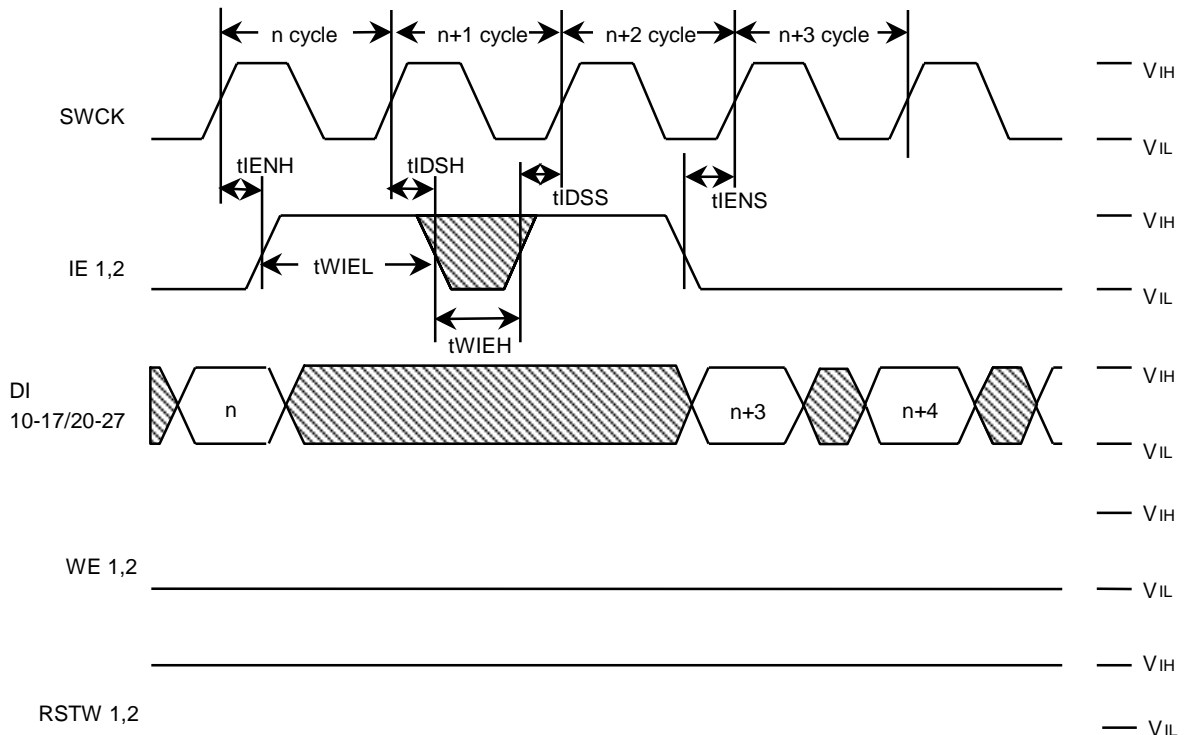 n cycle n+1 cycle n+2 cycle n+3 cycle
VIH
SWCK
VIL
tIENH tIDSH tIDSS tIENS
VIH
IE 1,2
tWIEL
VIL
tWIEH
VIH
DI
10-17/20-27
n n+3 n+4
VIL
VIH
WE 1,2
VIL
VIH
RSTW 1,2
VIL